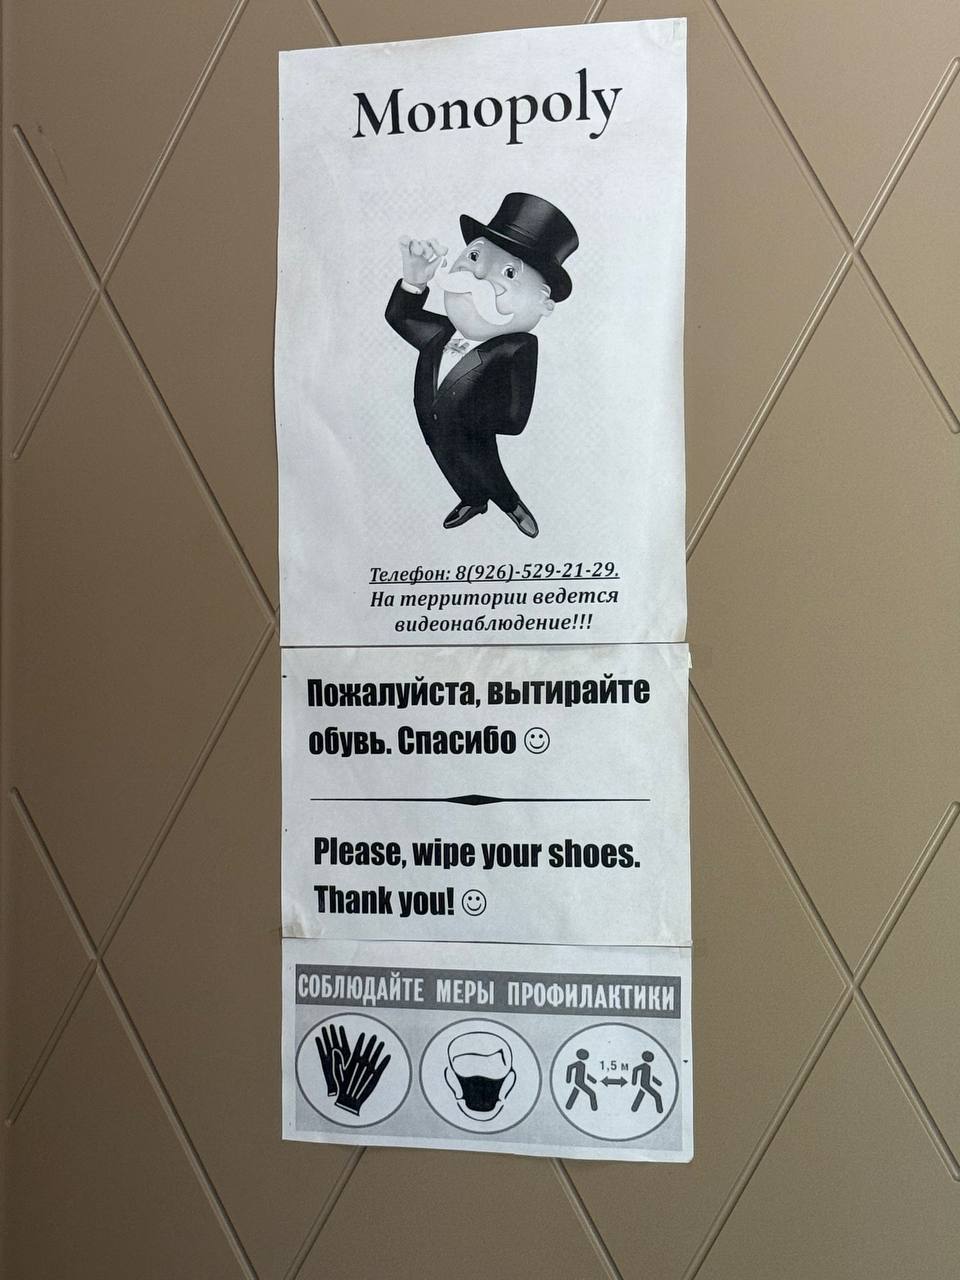 Monopoly
Телефон: 8(926)-529-21-29.
На территории ведется
видеонаблюдение!!!
Пожалуйста, вытирайте
обувь. Спасибо ☺
Please, wipe your shoes.
Thank you! ☺
СОБЛЮДАЙТЕ МЕРЫ ПРОФИЛАКТИКИ
1,5 м